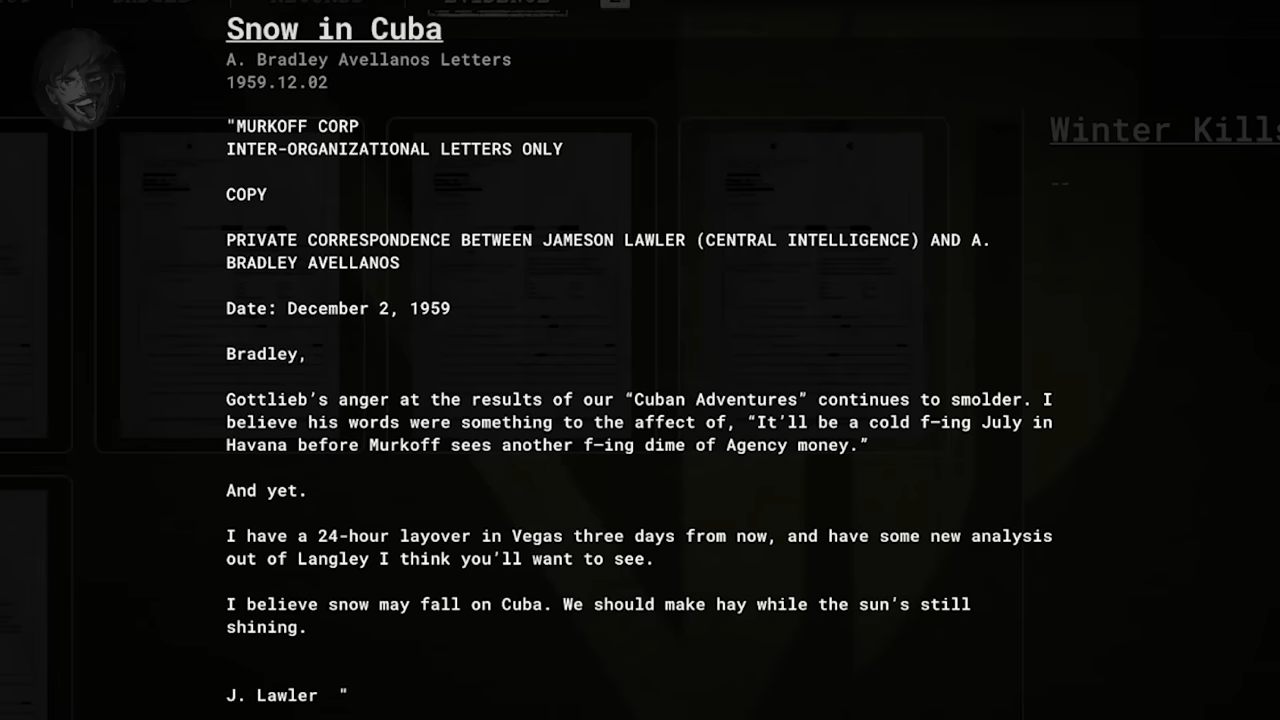 EVIDENCE
Snow in Cuba
A. Bradley Avellanos Letters
1959.12.02
"MURKOFF CORP
INTER-ORGANIZATIONAL LETTERS ONLY
COPY
PRIVATE CORRESPONDENCE BETWEEN JAMESON LAWLER (CENTRAL INTELLIGENCE) AND A.
BRADLEY AVELLANOS
Date: December 2, 1959
Bradley,
Gottlieb’s anger at the results of our “Cuban Adventures” continues to smolder. I
believe his words were something to the affect of, “It’ll be a cold f—ing July in
Havana before Murkoff sees another f—ing dime of Agency money.”
And yet.
I have a 24-hour layover in Vegas three days from now, and have some new analysis
out of Langley I think you’ll want to see.
I believe snow may fall on Cuba. We should make hay while the sun’s still
shining.
J. Lawler "
Winter Kills
--